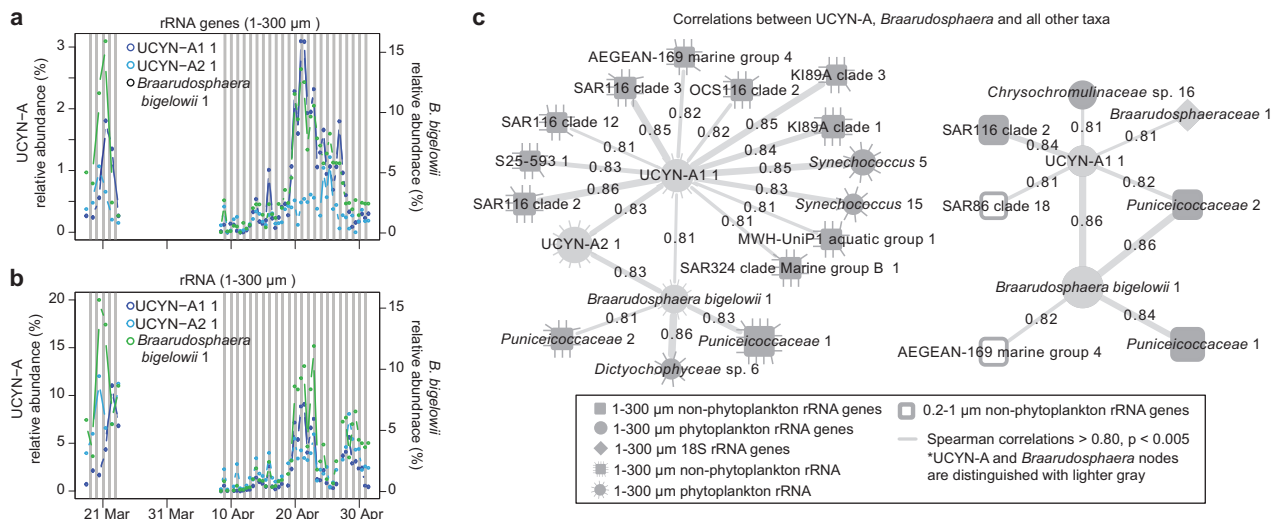 a
rRNA genes (1-300 µm )
UCYN-A
relative abundance (%)
3
2
1
0
UCYN−A1 1
UCYN−A2 1
Braarudosphaera
bigelowii 1
15
10
5
0
B. bigelowii
relative abundnace (%)
b
rRNA (1-300 µm )
UCYN-A
relative abundance (%)
20
15
10
5
0
UCYN−A1 1
UCYN−A2 1
Braarudosphaera
bigelowii 1
15
10
5
0
B. bigelowii
relative abundnace (%)
21 Mar
31 Mar
10 Apr
20 Apr
30 Apr
c
Correlations between UCYN-A, Braarudosphaera and all other taxa
AEGEAN-169 marine group 4
SAR116 clade 3
OCS116 clade 2
KI89A clade 3
SAR116 clade 12
KI89A clade 1
S25-593 1
Synechococcus 5
SAR116 clade 2
Synechococcus 15
UCYN-A1 1
MWH-UniP1 aquatic group 1
UCYN-A2 1
SAR324 clade Marine group B 1
Braarudosphaera bigelowii 1
Puniceicoccaceae 2
Puniceicoccaceae 1
Dictyochophyceae sp. 6
0.82
0.85
0.82
0.85
0.81
0.84
0.83
0.85
0.86
0.83
0.83
0.81
0.81
0.81
0.83
0.81
0.83
0.86
Chrysochromulinaceae sp. 16
Braarudosphaeraceae 1
SAR116 clade 2
UCYN-A1 1
SAR86 clade 18
Puniceicoccaceae 2
Braarudosphaera bigelowii 1
AEGEAN-169 marine group 4
Puniceicoccaceae 1
0.81
0.81
0.84
0.81
0.82
0.86
0.86
0.82
0.84
1-300 µm non-phytoplankton rRNA genes
1-300 µm phytoplankton rRNA genes
1-300 µm 18S rRNA genes
1-300 µm non-phytoplankton rRNA
1-300 µm phytoplankton rRNA
0.2-1 µm non-phytoplankton rRNA genes
Spearman correlations > 0.80, p < 0.005
*UCYN-A and Braarudosphaera nodes
are distinguished with lighter gray